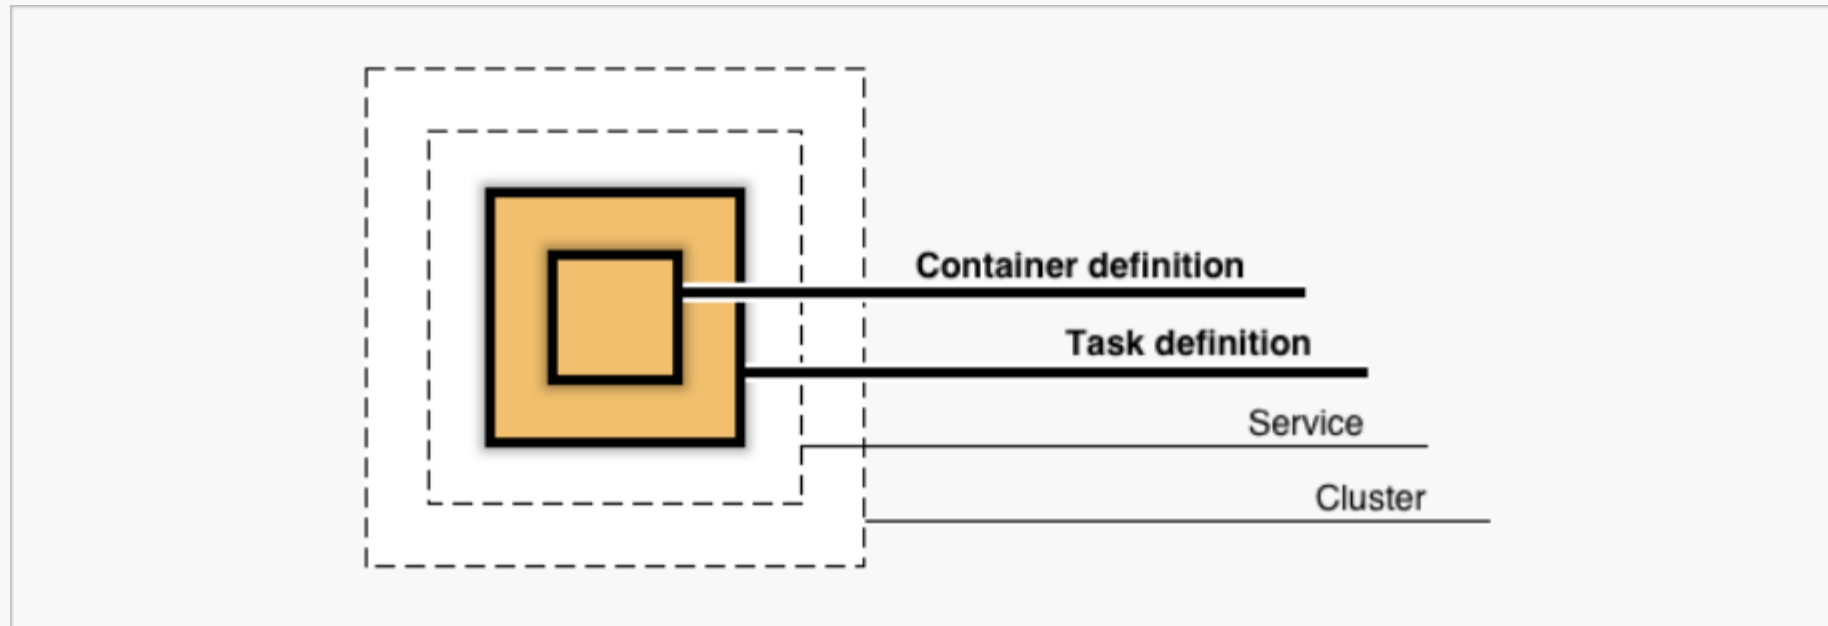 Container definition
Task definition
Service
Cluster